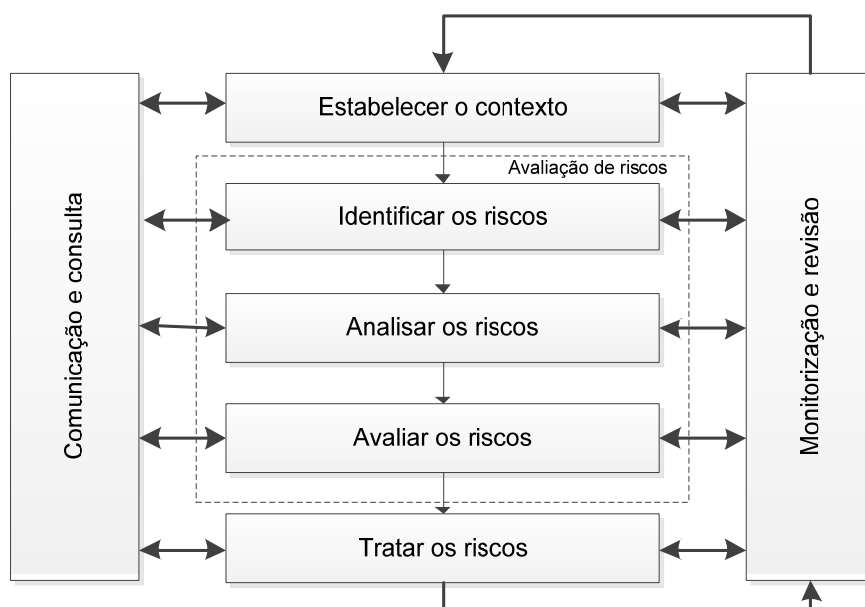 Estabelecer o contexto
Avaliação de riscos
Identificar os riscos
Analisar os riscos
Avaliar os riscos
Tratar os riscos
Comunicação e consulta
Monitorização e revisão